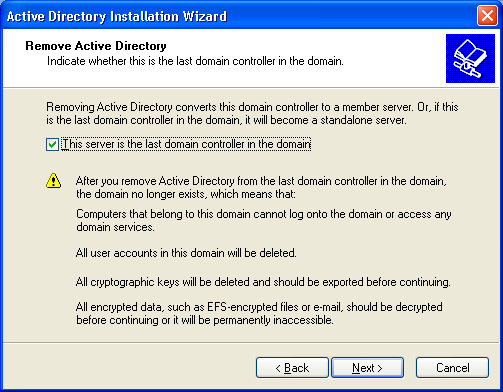 Active Directory Installation Wizard
Remove Active Directory
Indicate whether this is the last domain controller in the domain.
Removing Active Directory converts this domain controller to a member server. Or, if this
is the last domain controller in the domain, it will become a standalone server.
This server is the last domain controller in the domain
After you remove Active Directory from the last domain controller in the domain,
the domain no longer exists, which means that:
Computers that belong to this domain cannot log onto the domain or access any
domain services.
All user accounts in this domain will be deleted.
All cryptographic keys will be deleted and should be exported before continuing.
All encrypted data, such as EFS-encrypted files or e-mail, should be decrypted
before continuing or it will be permanently inaccessible.
< Back Next > Cancel